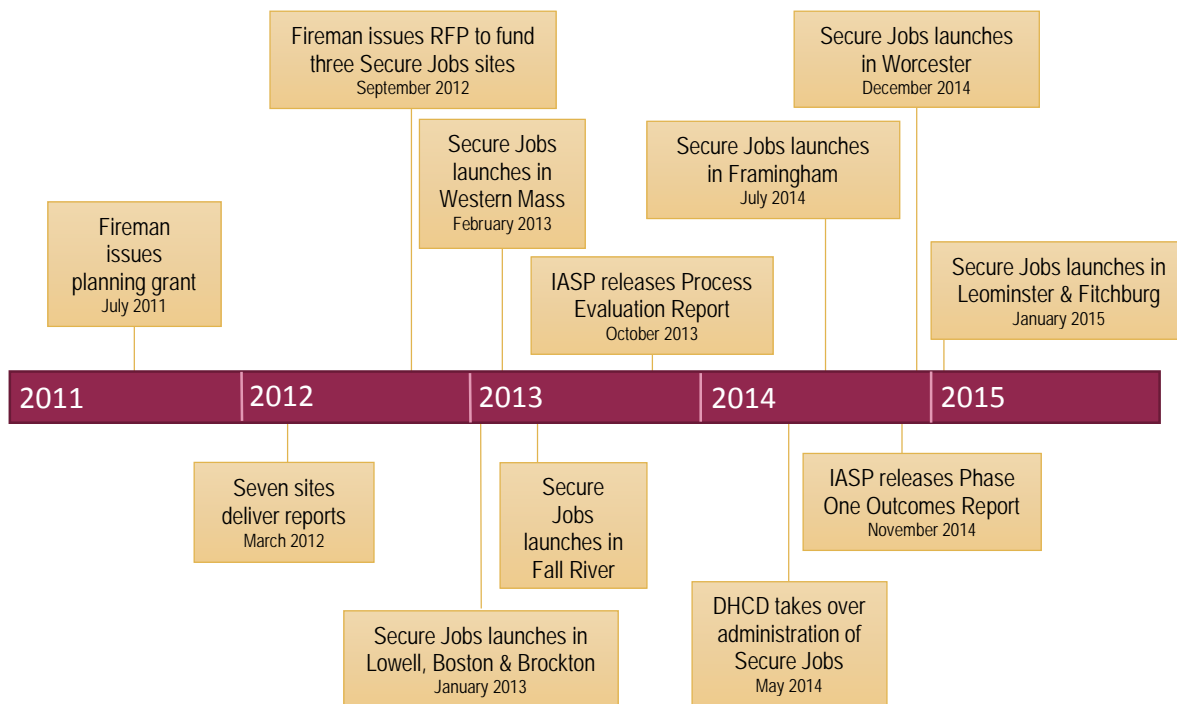 Fireman issues RFP to fund
three Secure Jobs sites
September 2012
Secure Jobs launches
in Worcester
December 2014
Secure Jobs
launches in
Western Mass
February 2013
Secure Jobs launches
in Framingham
July 2014
Fireman
issues
planning grant
July 2011
IASP releases Process
Evaluation Report
October 2013
Secure Jobs launches in
Leominster & Fitchburg
January 2015
2011
2012
2013
2014
2015
Seven sites
deliver reports
March 2012
Secure
Jobs
launches in
Fall River
IASP releases Phase
One Outcomes Report
November 2014
Secure Jobs launches in
Lowell, Boston & Brockton
January 2013
DHCD takes over
administration of
Secure Jobs
May 2014